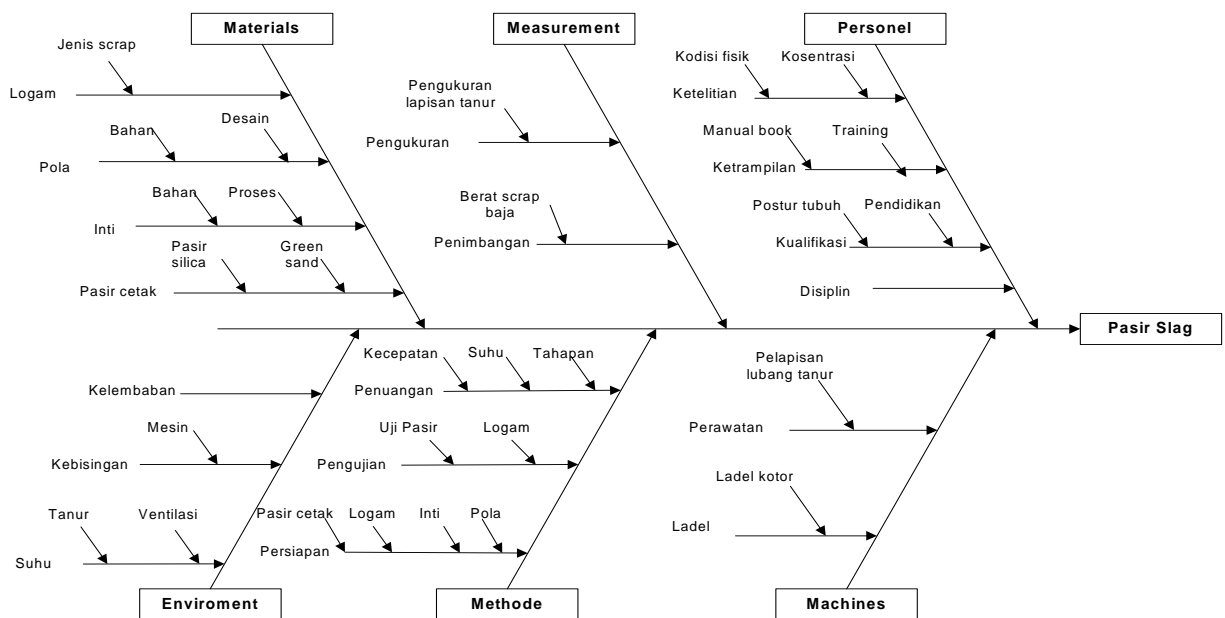 Materials
Measurement
Personel
Jenis scrap
Logam
Bahan
Desain
Pola
Bahan
Proses
Inti
Pasir
silica
Green
sand
Pasir cetak
Pengukuran
lapisan tanur
Pengukuran
Berat scrap
baja
Penimbangan
Kodisi fisik
Kosentrasi
Ketelitian
Manual book
Training
Ketrampilan
Postur tubuh
Pendidikan
Kualifikasi
Disiplin
Pasir Slag
Kelembaban
Mesin
Kebisingan
Tanur
Ventilasi
Suhu
Kecepatan
Suhu
Tahapan
Penuangan
Uji Pasir
Logam
Pengujian
Pasir cetak
Logam
Inti
Pola
Persiapan
Pelapisan
lubang tanur
Perawatan
Ladel kotor
Ladel
Enviroment
Methode
Machines